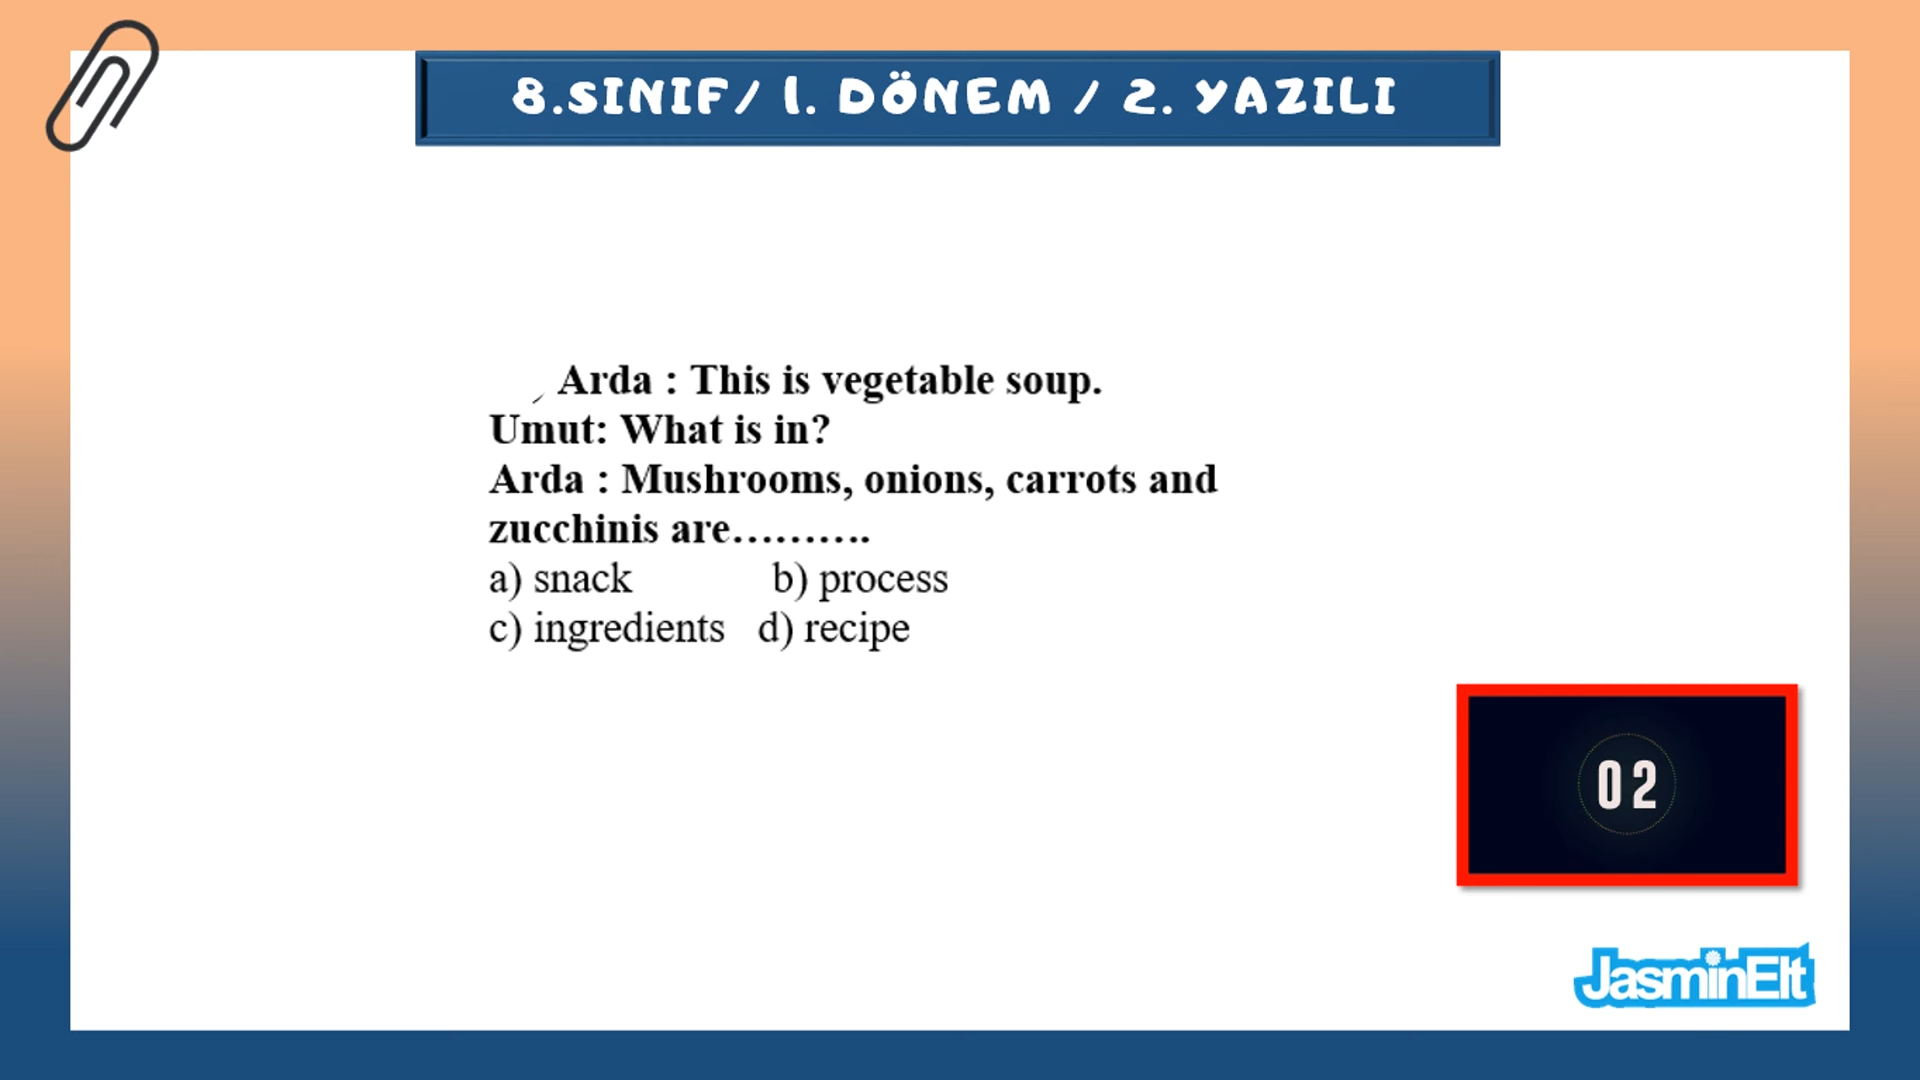 8.SINIF/ 1. DÖNEM / 2. YAZILI
Arda : This is vegetable soup.
Umut: What is in?
Arda : Mushrooms, onions, carrots and
zucchinis are……….
a) snack b) process
c) ingredients d) recipe
02
JasminElt